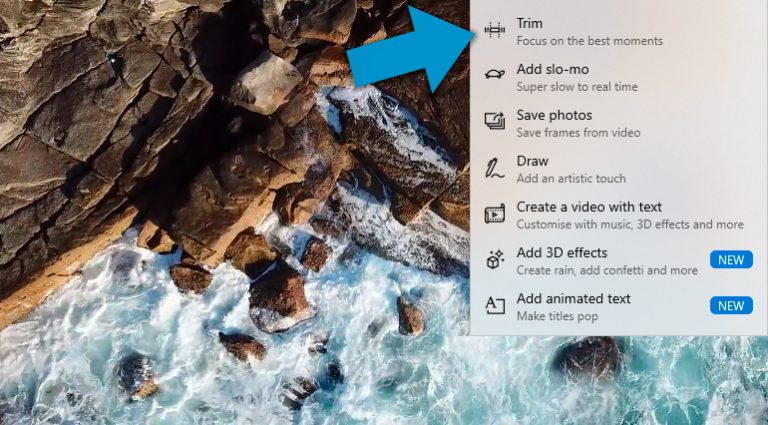 Trim
Focus on the best moments
Add slo-mo
Super slow to real time
Save photos
Save frames from video
Draw
Add an artistic touch
Create a video with text
Customise with music, 3D effects and more
Add 3D effects
Create rain, add confetti and more
NEW
Add animated text
Make titles pop
NEW